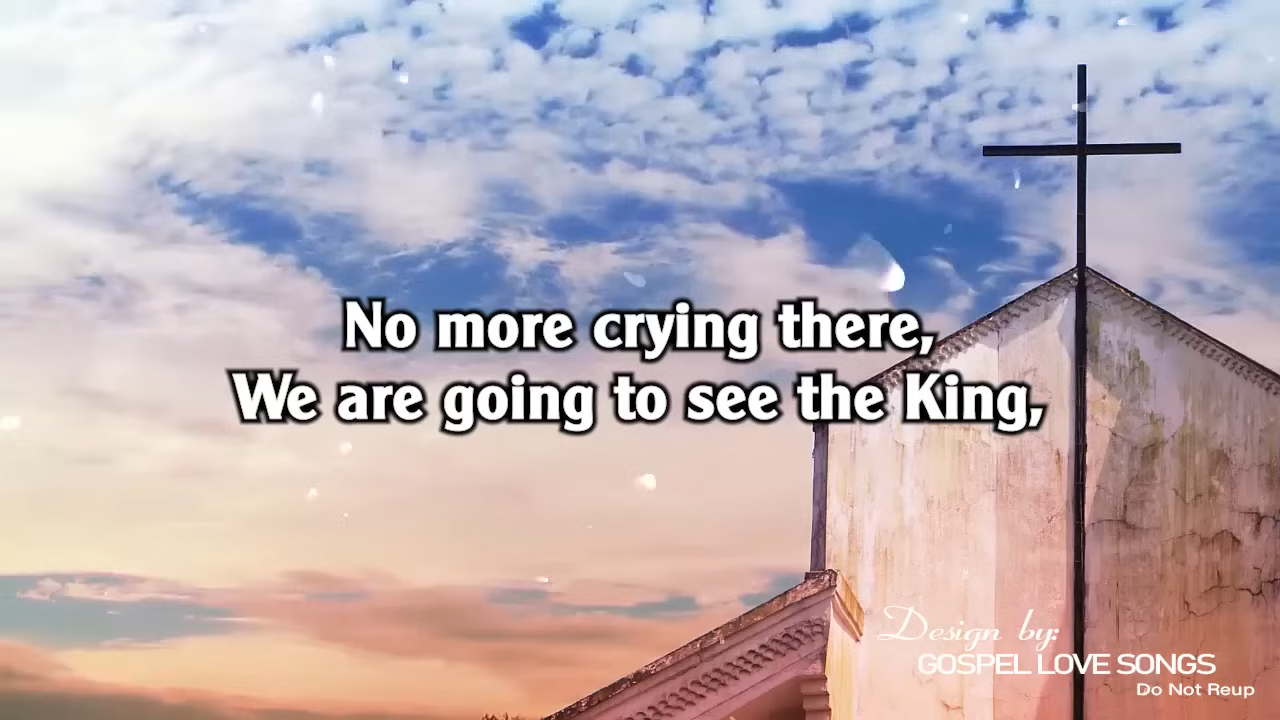 No more crying there,
We are going to see the King,
Design by:
GOSPEL LOVE SONGS
Do Not Reup